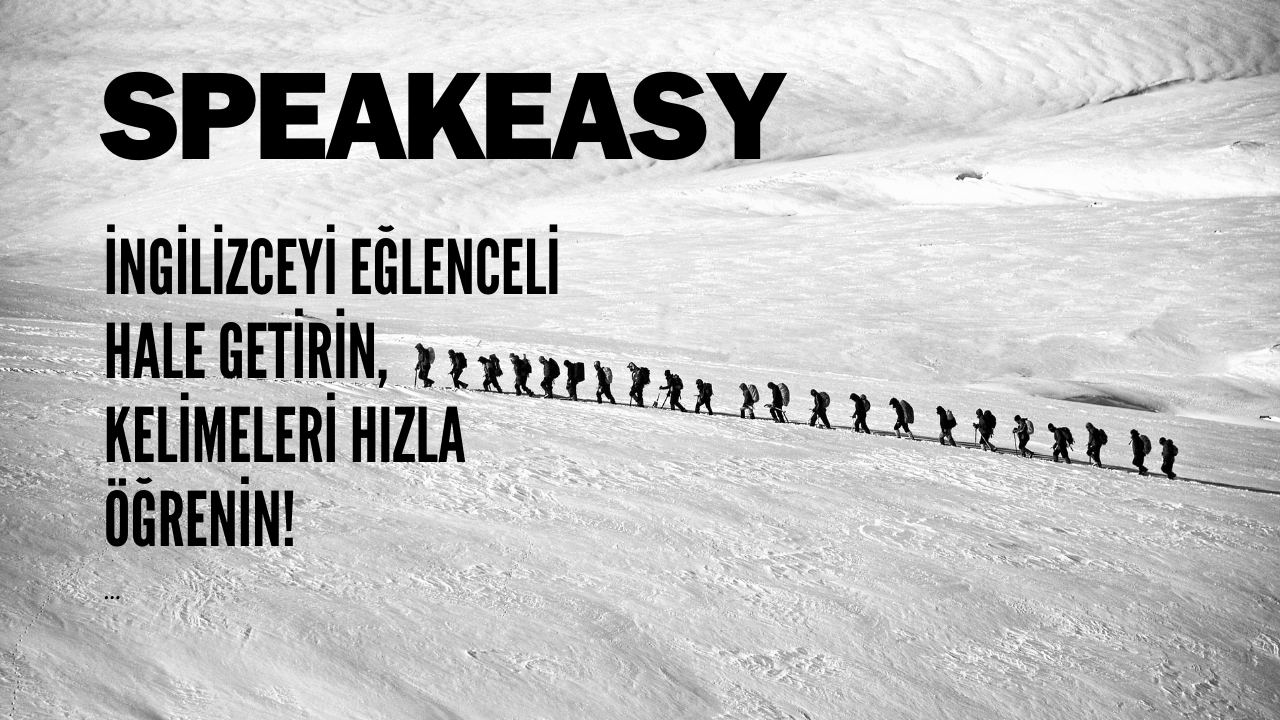 SPEAKEASY
İNGİLİZCEYİ EĞLENCELİ
HALE GETİRİN,
KELİMELERİ HIZLA
ÖĞRENİN!
...